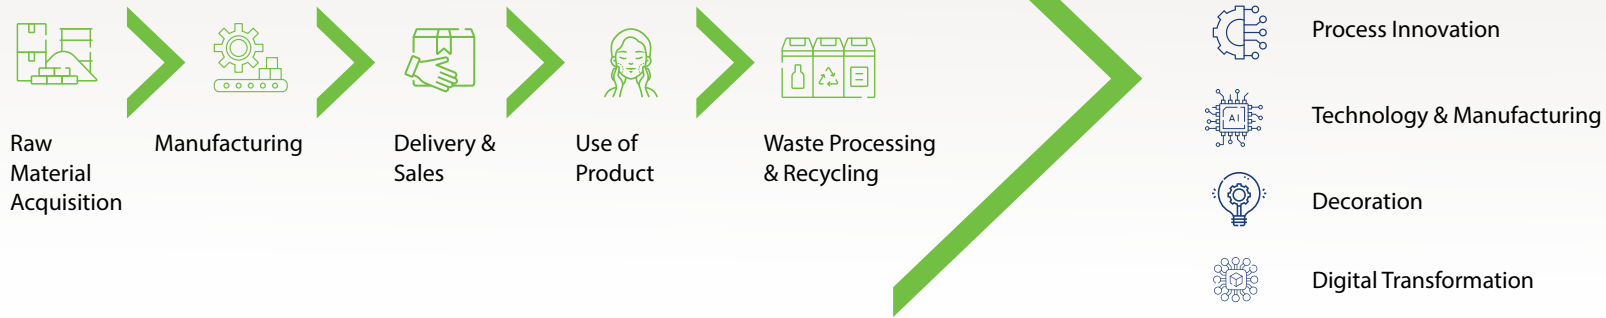 Raw
Material
Acquisition
Manufacturing
Delivery &
Sales
Use of
Product
Waste Processing
& Recycling
Process Innovation
AI
Technology & Manufacturing
Decoration
Digital Transformation